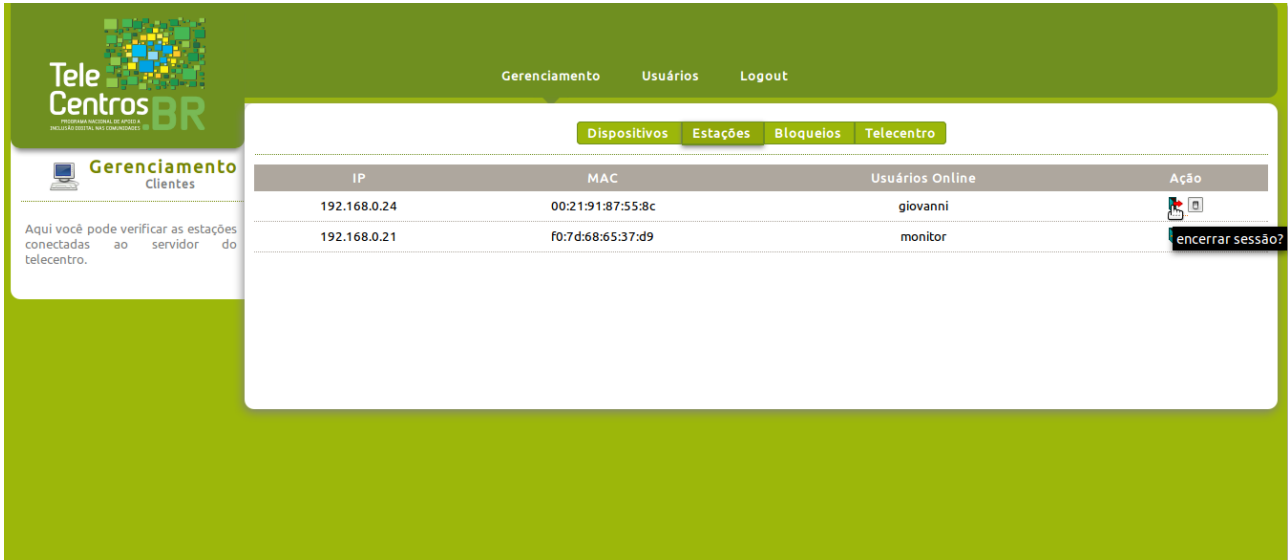 Tele
Centros.BR
PROGRAMA NACIONAL DE APOIO À
INCLUSÃO DIGITAL NAS COMUNIDADES
Gerenciamento Usuários Logout
Dispositivos Estações Bloqueios Telecentro
Gerenciamento
Clientes
Aqui você pode verificar as estações
conectadas ao servidor do
telecentro.
IP MAC Usuários Online Ação
192.168.0.24 00:21:91:87:55:8c giovanni
192.168.0.21 f0:7d:68:65:37:d9 monitor
encerrar sessão?